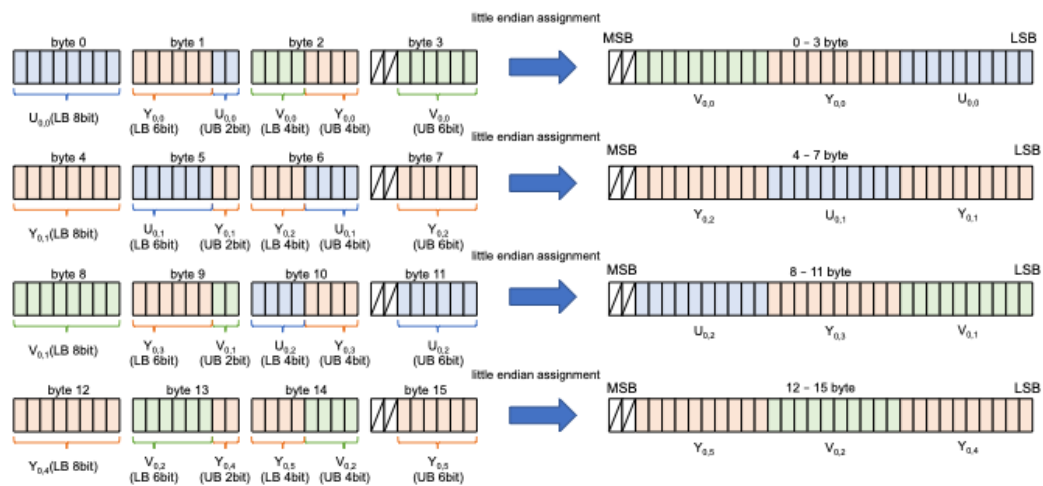 little endian assignment
byte 0 byte 1 byte 2 byte 3 MSB 0 – 3 byte LSB
U0,0(LB 8bit) Y0,0 U0,0 V0,0 Y0,0 V0,0 V0,0 Y0,0 U0,0
(LB 6bit) (UB 2bit) (LB 4bit) (UB 4bit) (UB 6bit)
little endian assignment
byte 4 byte 5 byte 6 byte 7 MSB 4 – 7 byte LSB
Y0,1(LB 8bit) U0,1 Y0,1 Y0,2 U0,1 Y0,2 Y0,2 U0,1 Y0,1
(LB 6bit) (UB 2bit) (LB 4bit) (UB 4bit) (UB 6bit)
little endian assignment
byte 8 byte 9 byte 10 byte 11 MSB 8 – 11 byte LSB
V0,1(LB 8bit) Y0,3 V0,1 U0,2 Y0,3 U0,2 U0,2 Y0,3 V0,1
(LB 6bit) (UB 2bit) (LB 4bit) (UB 4bit) (UB 6bit)
little endian assignment
byte 12 byte 13 byte 14 byte 15 MSB 12 – 15 byte LSB
Y0,4(LB 8bit) V0,2 Y0,4 Y0,5 V0,2 Y0,5 Y0,5 V0,2 Y0,4
(LB 6bit) (UB 2bit) (LB 4bit) (UB 4bit) (UB 6bit)